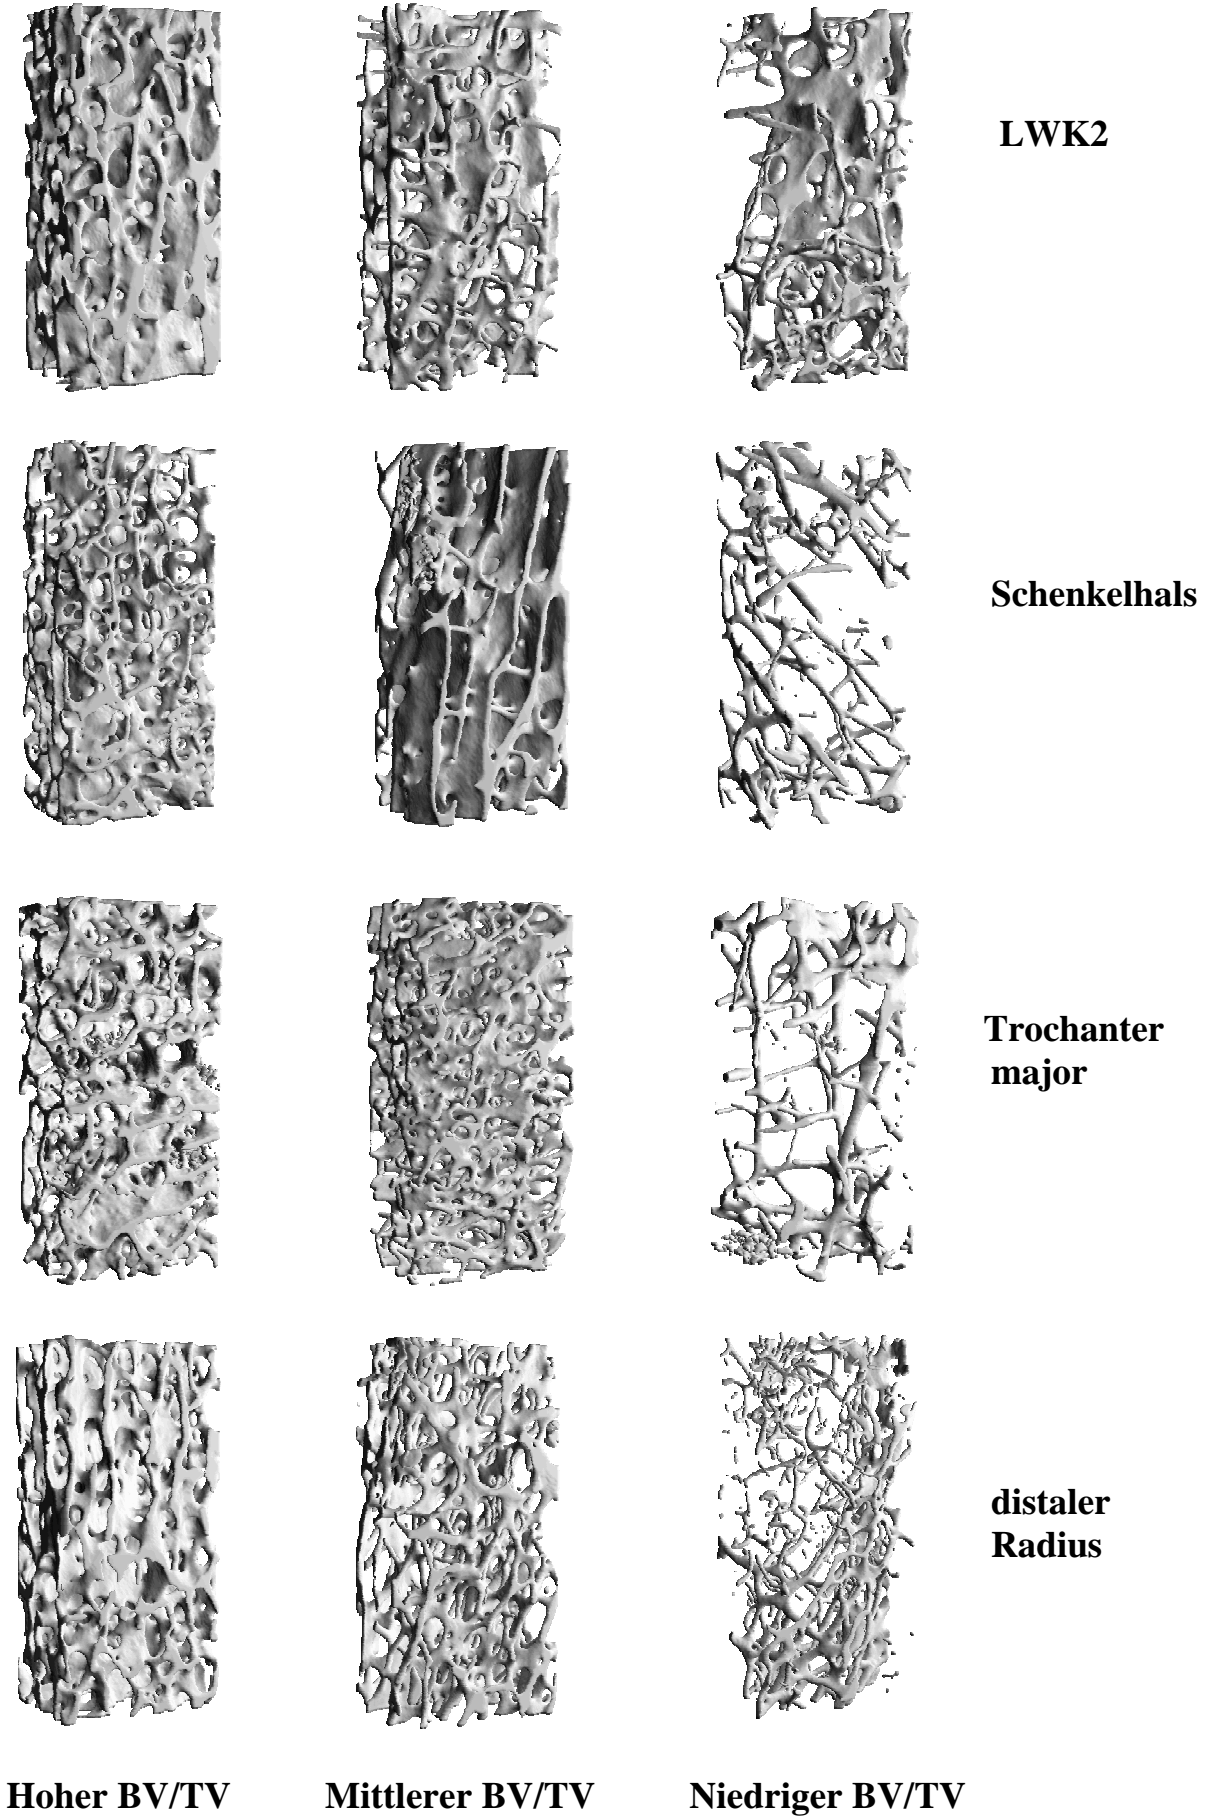 LWK2
Schenkelhals
Trochanter
major
distaler
Radius
Hoher BV/TV
Mittlerer BV/TV
Niedriger BV/TV